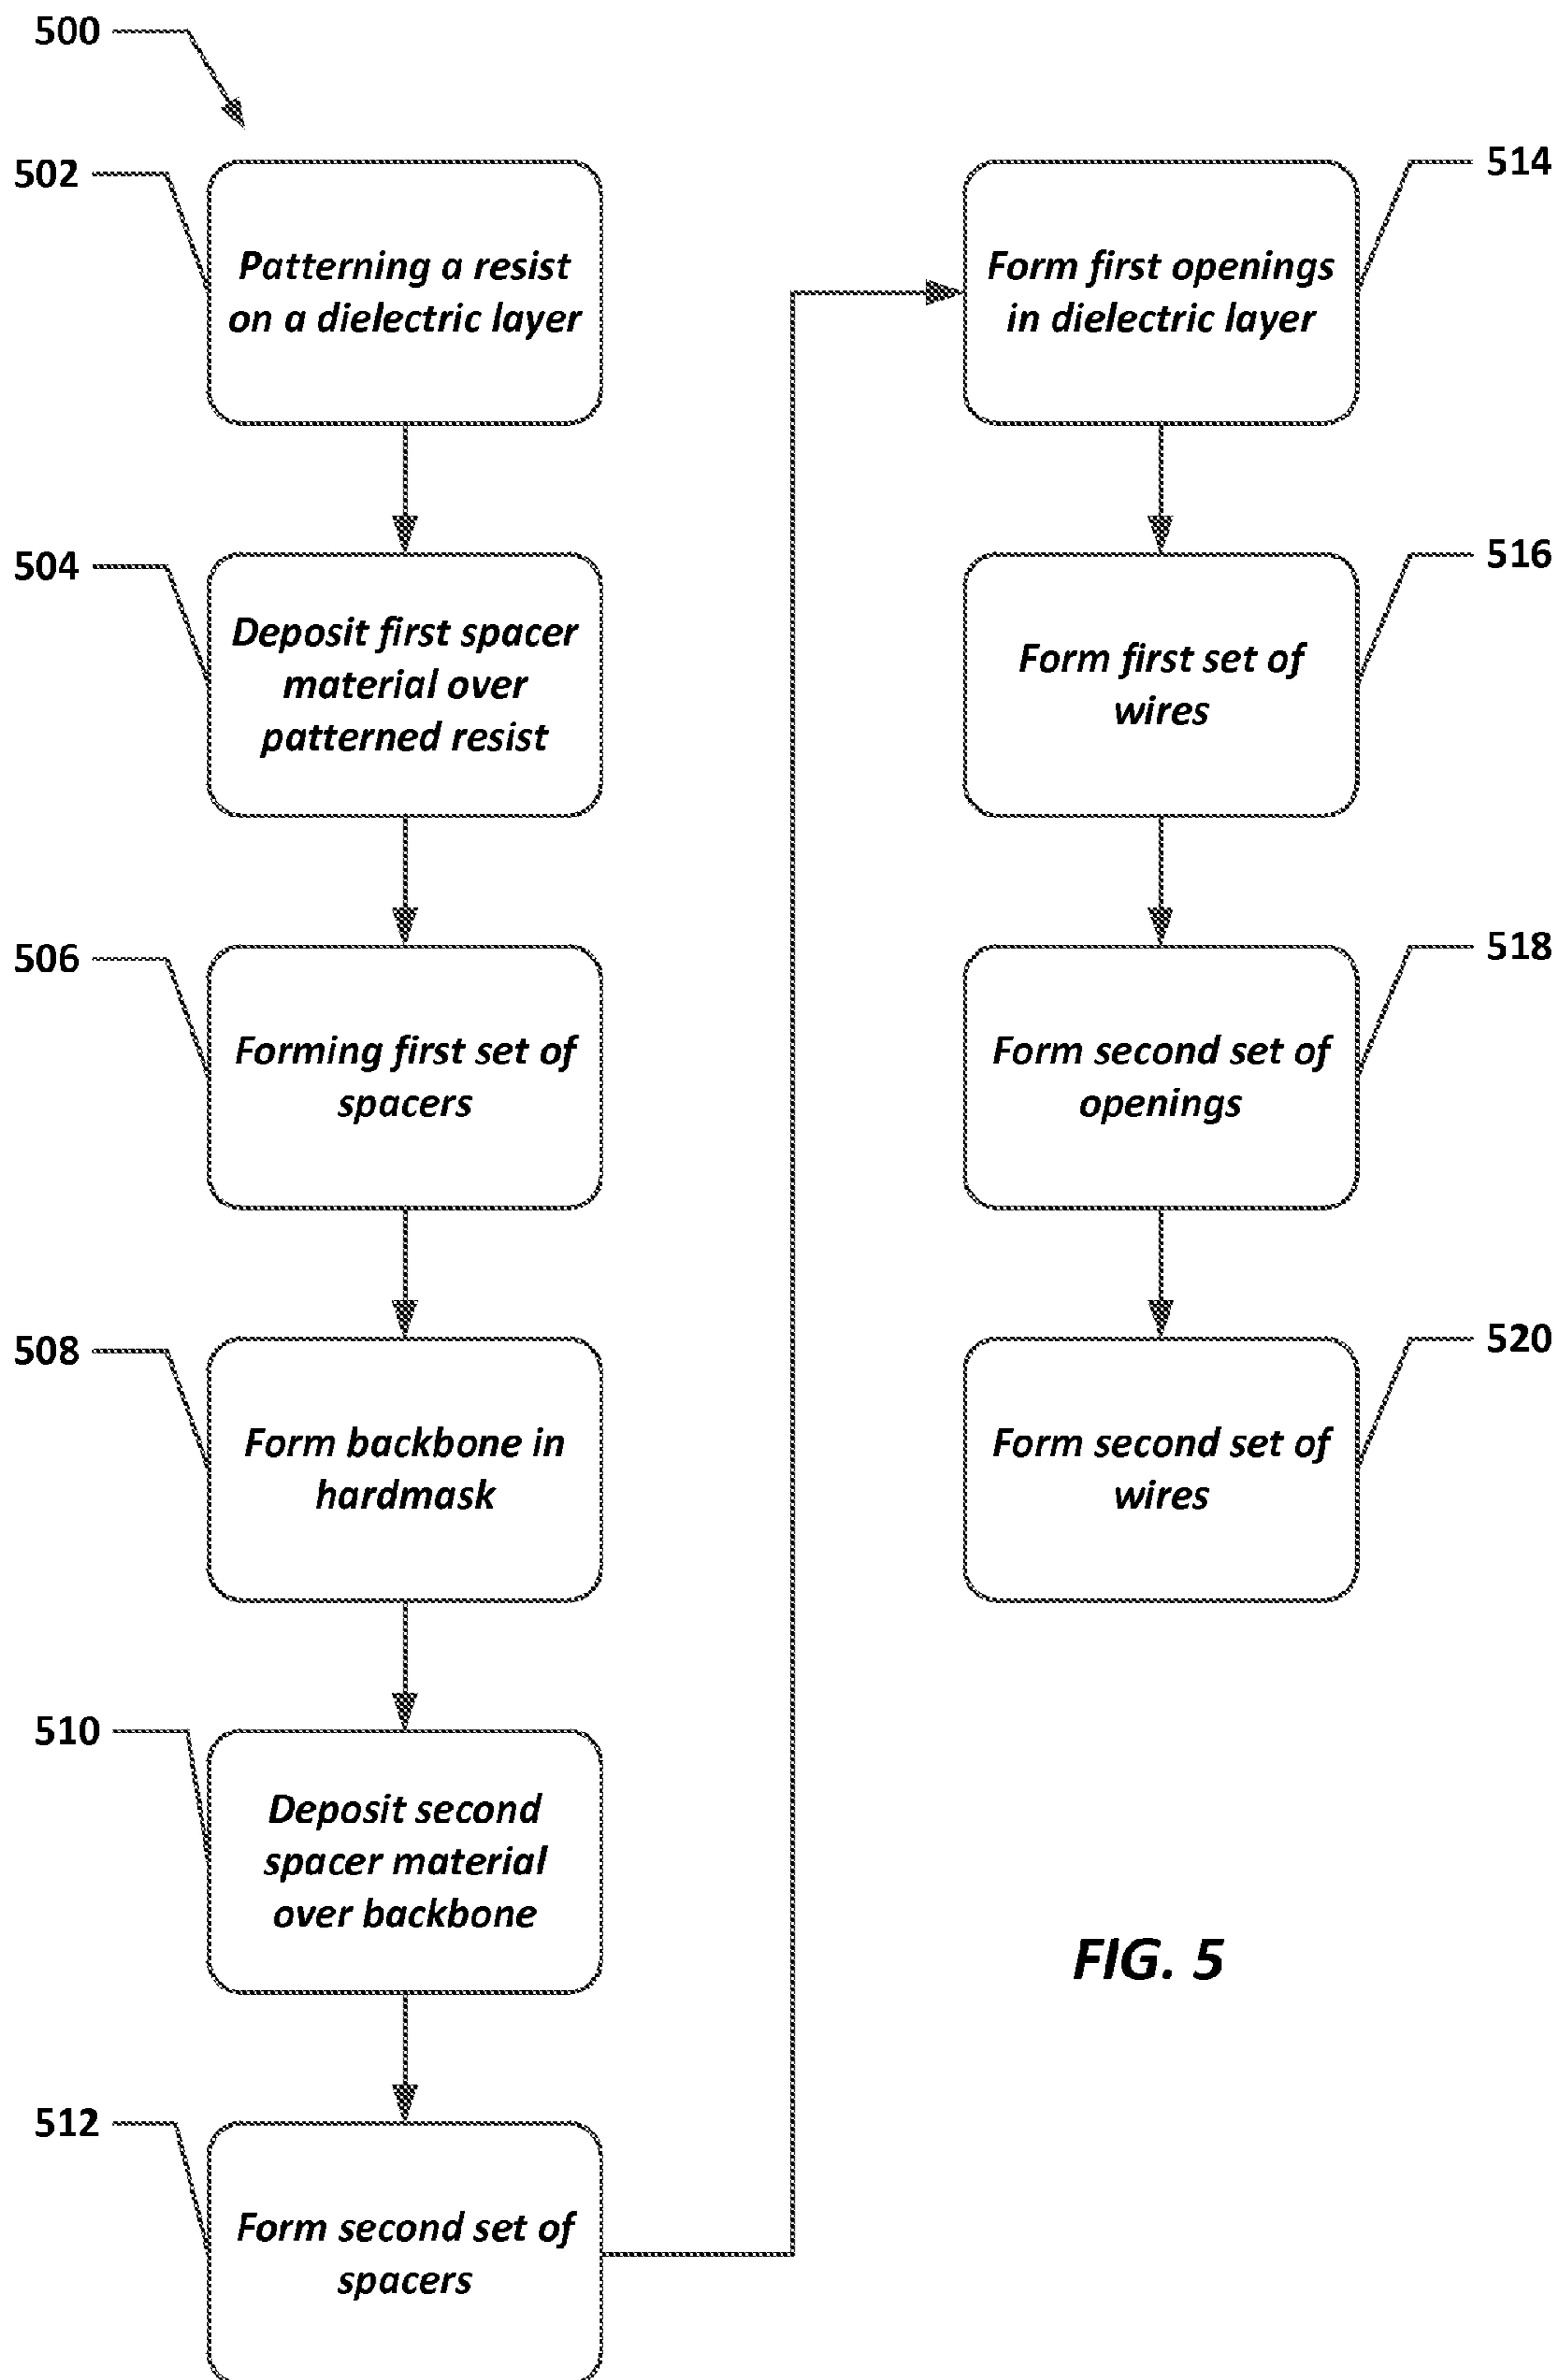 500
502
Patterning a resist
on a dielectric layer
504
Deposit first spacer
material over
patterned resist
506
Forming first set of
spacers
508
Form backbone in
hardmask
510
Deposit second
spacer material
over backbone
512
Form second set of
spacers
514
Form first openings
in dielectric layer
516
Form first set of
wires
518
Form second set of
openings
520
Form second set of
wires
FIG. 5